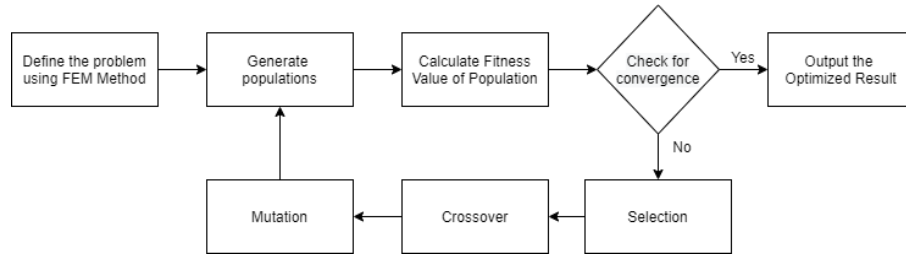 Define the problem
using FEM Method
Generate
populations
Calculate Fitness
Value of Population
Check for
convergence
Yes
Output the
Optimized Result
No
Mutation
Crossover
Selection